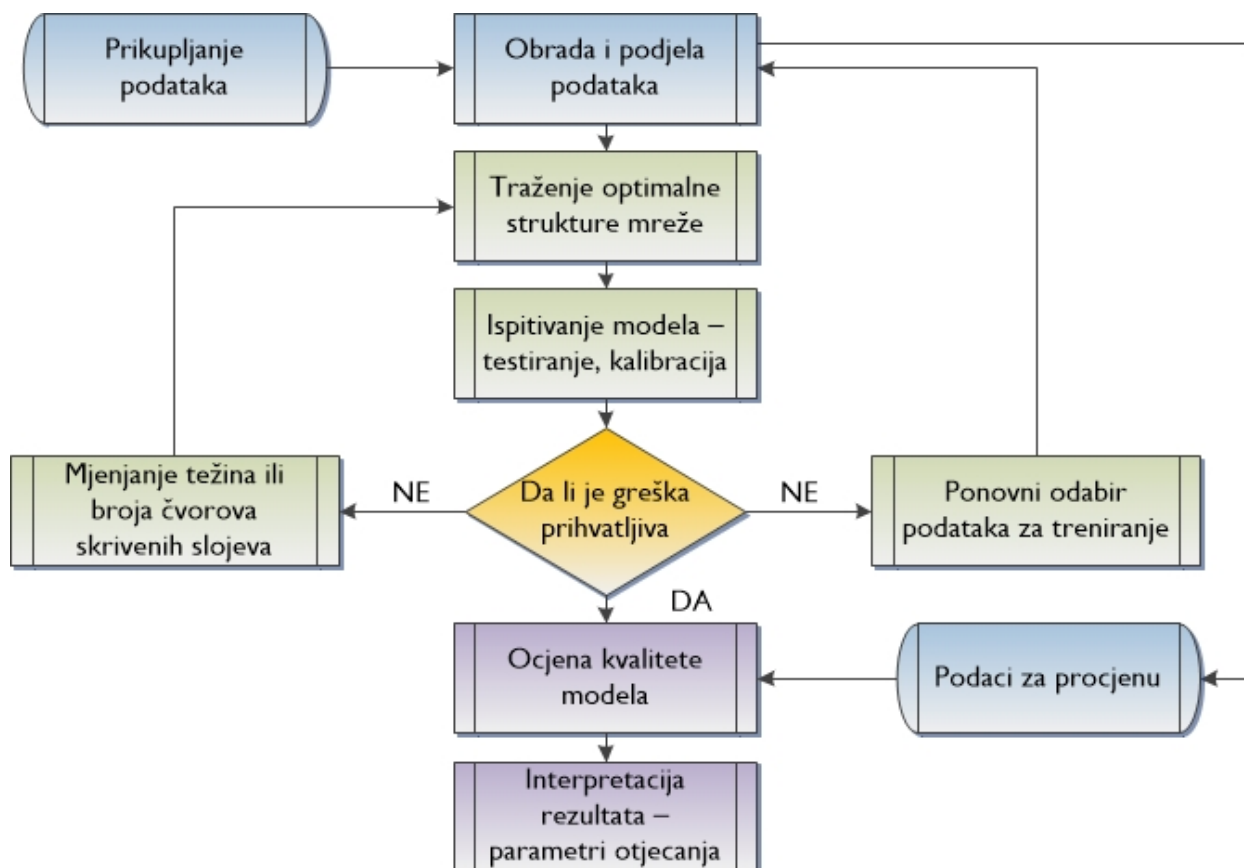 Prikupljanje
podataka
Obrada i podjela
podataka
Traženje optimalne
strukture mreže
Ispitivanje modela –
testiranje, kalibracija
Mjenjanje težina ili
broja čvorova
skrivenih slojeva
NE
Da li je greška
prihvatljiva
NE
Ponovni odabir
podataka za treniranje
DA
Ocjena kvalitete
modela
Podaci za procjenu
Interpretacija
rezultata –
parametri otjecanja